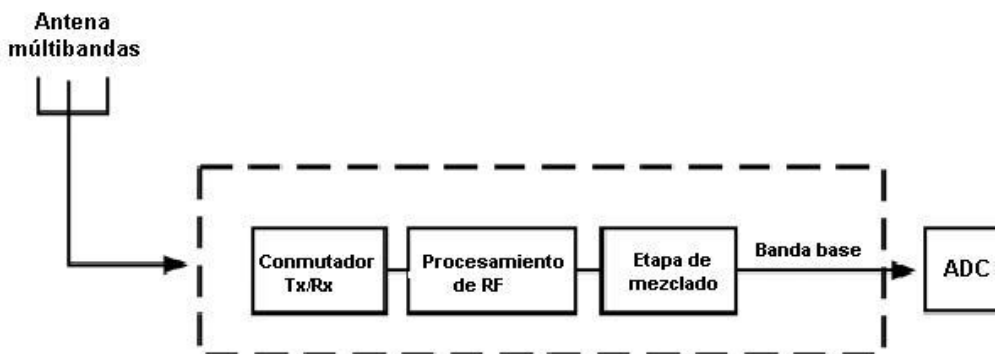 Antena
múltibandas
Conmutador
Tx/Rx
Procesamiento
de RF
Etapa de
mezclado
Banda base
ADC